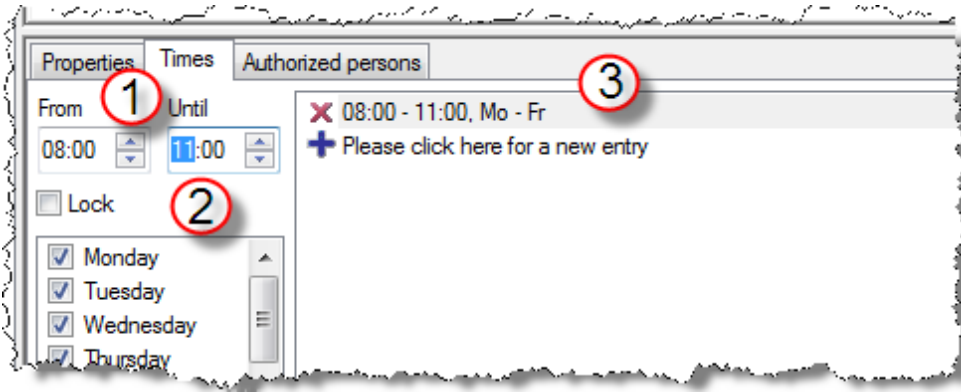 Properties Times Authorized persons
1 3
From Until
08:00 - 11:00, Mo - Fr
08:00 11:00
Please click here for a new entry
Lock
2
Monday
Tuesday
Wednesday
Thursday